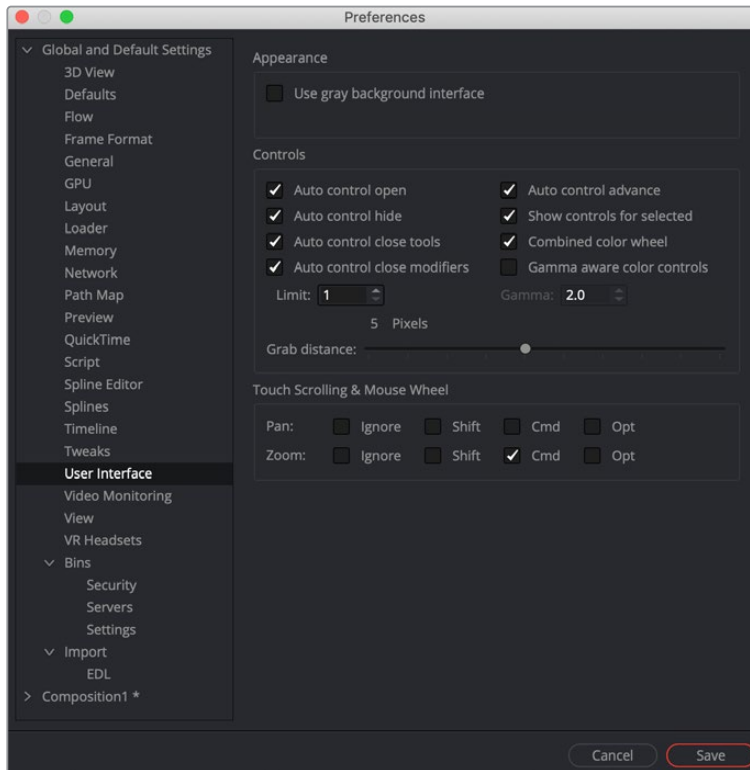 Preferences
Global and Default Settings
3D View
Defaults
Flow
Frame Format
General
GPU
Layout
Loader
Memory
Network
Path Map
Preview
QuickTime
Script
Spline Editor
Splines
Timeline
Tweaks
User Interface
Video Monitoring
View
VR Headsets
Bins
Security
Servers
Settings
Import
EDL
Composition1 *
Appearance
Use gray background interface
Controls
Auto control open
Auto control advance
Auto control hide
Show controls for selected
Auto control close tools
Combined color wheel
Auto control close modifiers
Gamma aware color controls
Limit: 1
Gamma: 2.0
5 Pixels
Grab distance:
Touch Scrolling & Mouse Wheel
Pan: Ignore Shift Cmd Opt
Zoom: Ignore Shift Cmd Opt
Cancel
Save